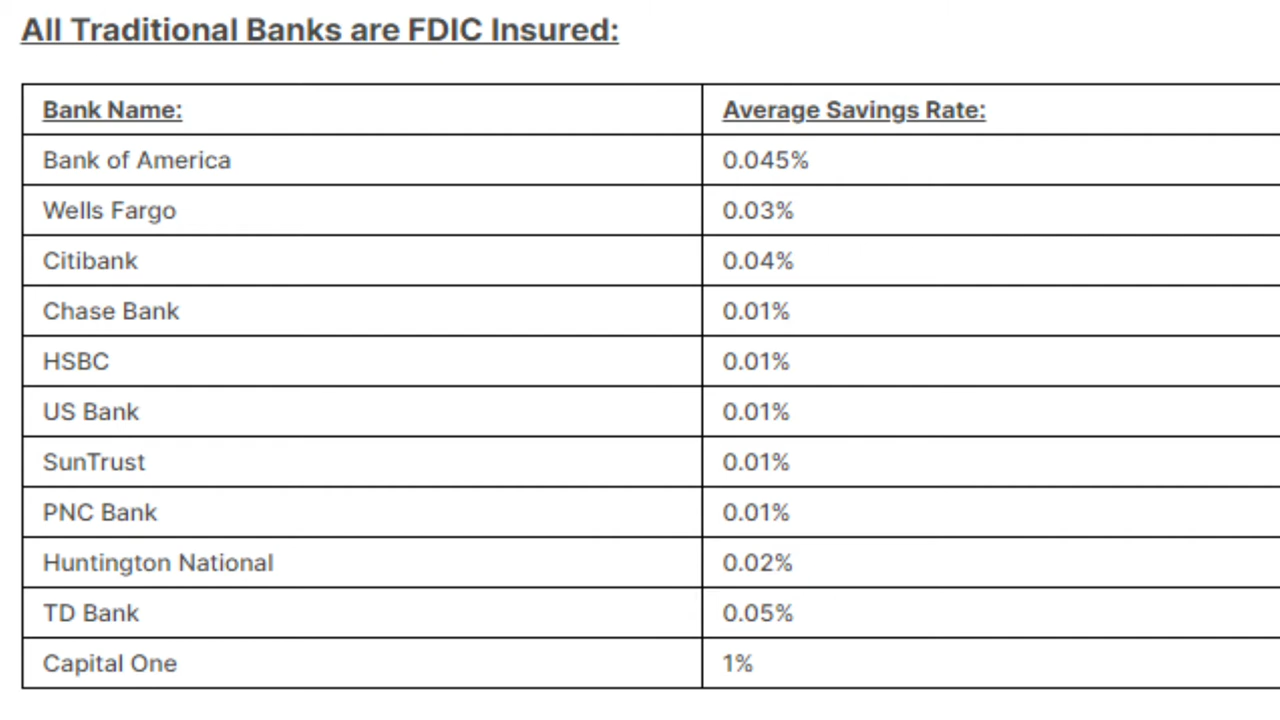 All Traditional Banks are FDIC Insured:
Bank Name: Average Savings Rate:
Bank of America 0.045%
Wells Fargo 0.03%
Citibank 0.04%
Chase Bank 0.01%
HSBC 0.01%
US Bank 0.01%
SunTrust 0.01%
PNC Bank 0.01%
Huntington National 0.02%
TD Bank 0.05%
Capital One 1%